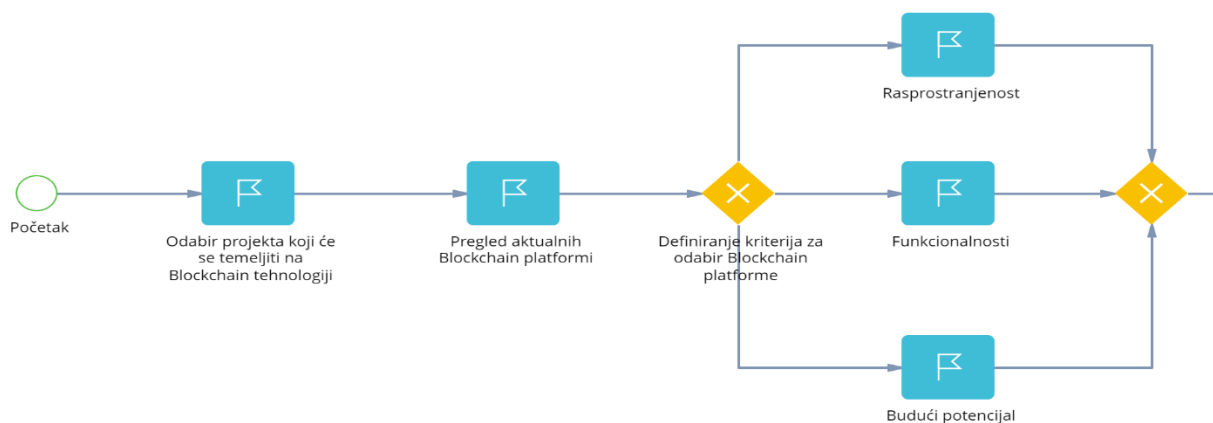 Rasprostranjenost
Početak
Odabir projekta koji će
se temeljiti na
Blockchain tehnologiji
Pregled aktualnih
Blockchain platformi
Definiranje kriterija za
odabir Blockchain
platforme
Funkcionalnosti
Budući potencijal